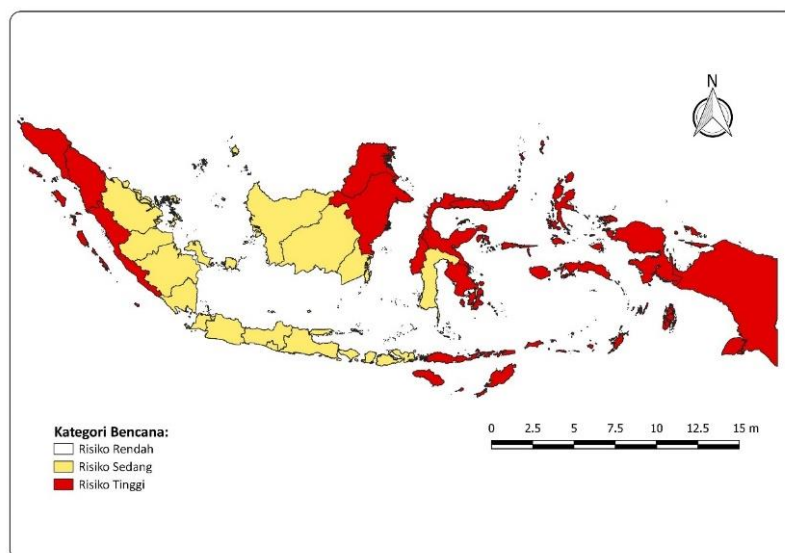 N
Kategori Bencana:
Risiko Rendah
Risiko Sedang
Risiko Tinggi
0 2.5 5 7.5 10 12.5 15 m